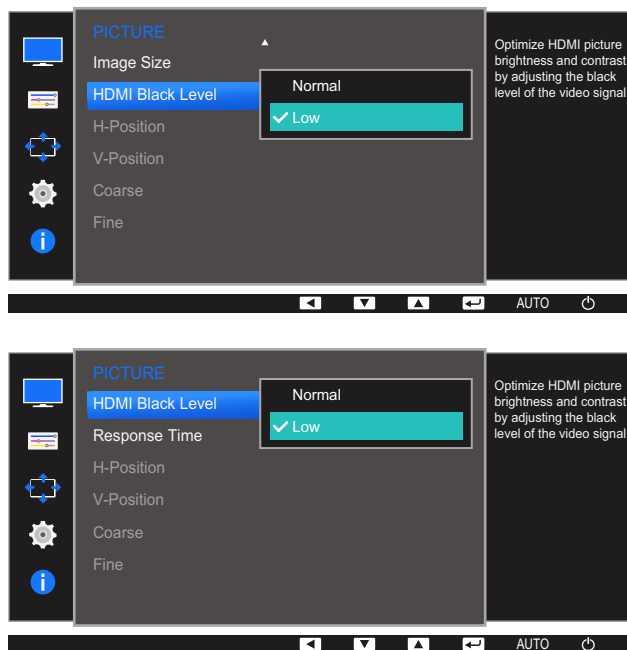 PICTURE
Image Size
HDMI Black Level
H-Position
V-Position
Coarse
Fine
Normal
Low
Optimize HDMI picture
brightness and contrast
by adjusting the black
level of the video signal
AUTO
PICTURE
HDMI Black Level
Response Time
H-Position
V-Position
Coarse
Fine
Normal
Low
Optimize HDMI picture
brightness and contrast
by adjusting the black
level of the video signal
AUTO